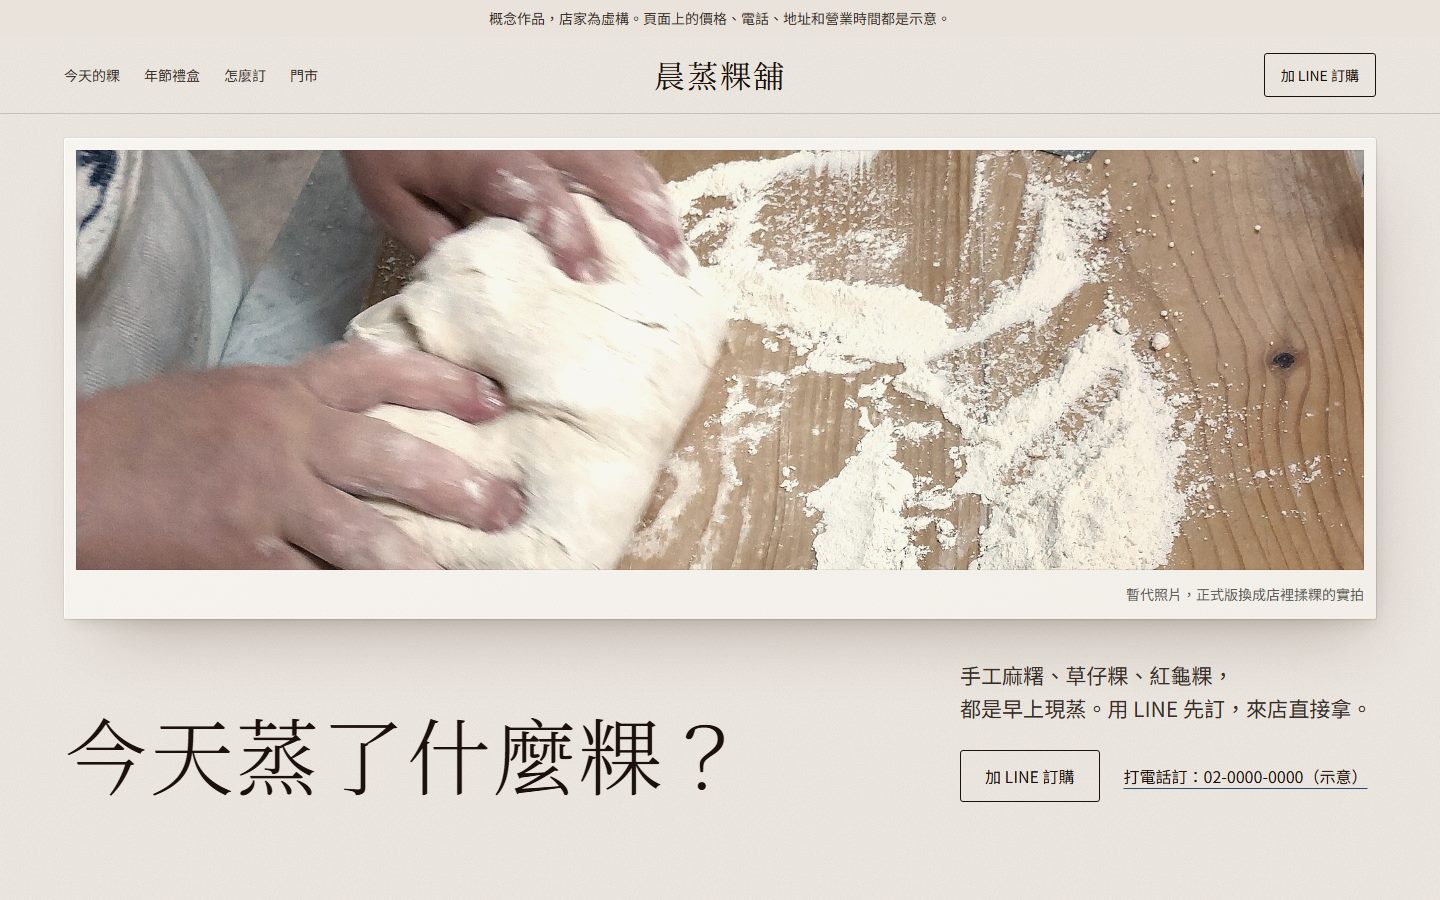 概念作品，店家為虛構。頁面上的價格、電話、地址和營業時間都是示意。
今天的粿
年節禮盒
怎麼訂
門市
晨蒸粿舖
加 LINE 訂購
暫代照片，正式版換成店裡揉粿的實拍
今天蒸了什麼粿？
手工麻糬、草仔粿、紅龜粿，
都是早上現蒸。用 LINE 先訂，來店直接拿。
加 LINE 訂購
打電話訂：02-0000-0000（示意）